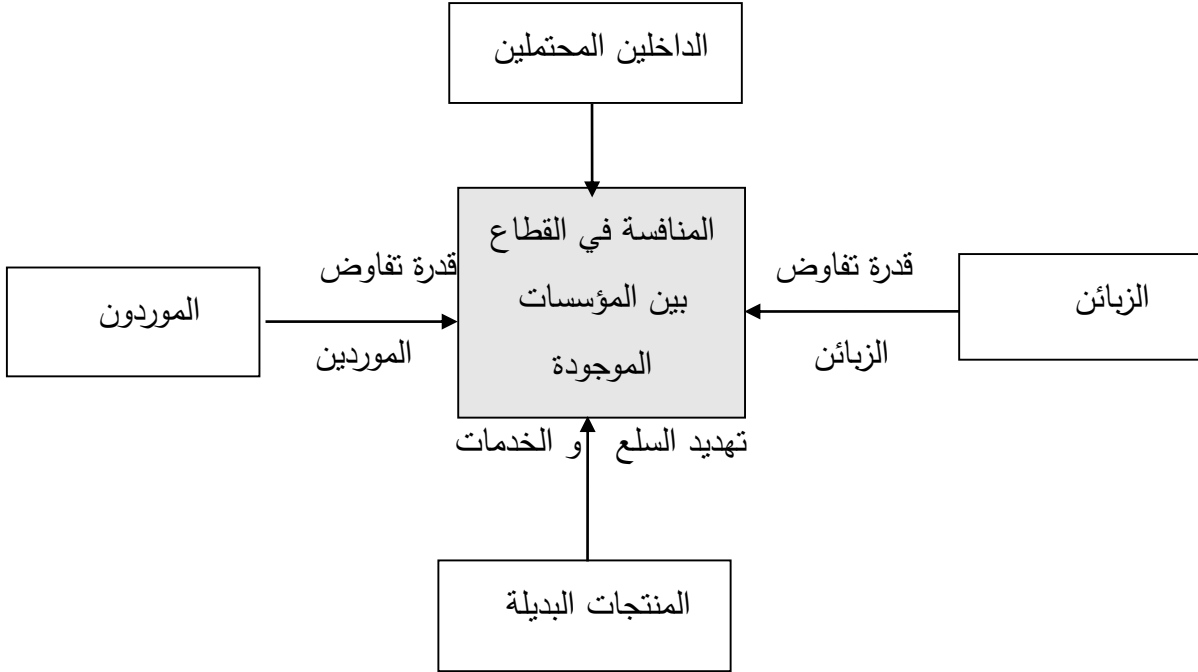 الداخلين المحتملين
المنافسة في القطاع
بين المؤسسات
الموجودة
الزبائن
قدرة تفاوض
الزبائن
قدرة تفاوض
الموردين
الموردون
تهديد السلع و الخدمات
المنتجات البديلة